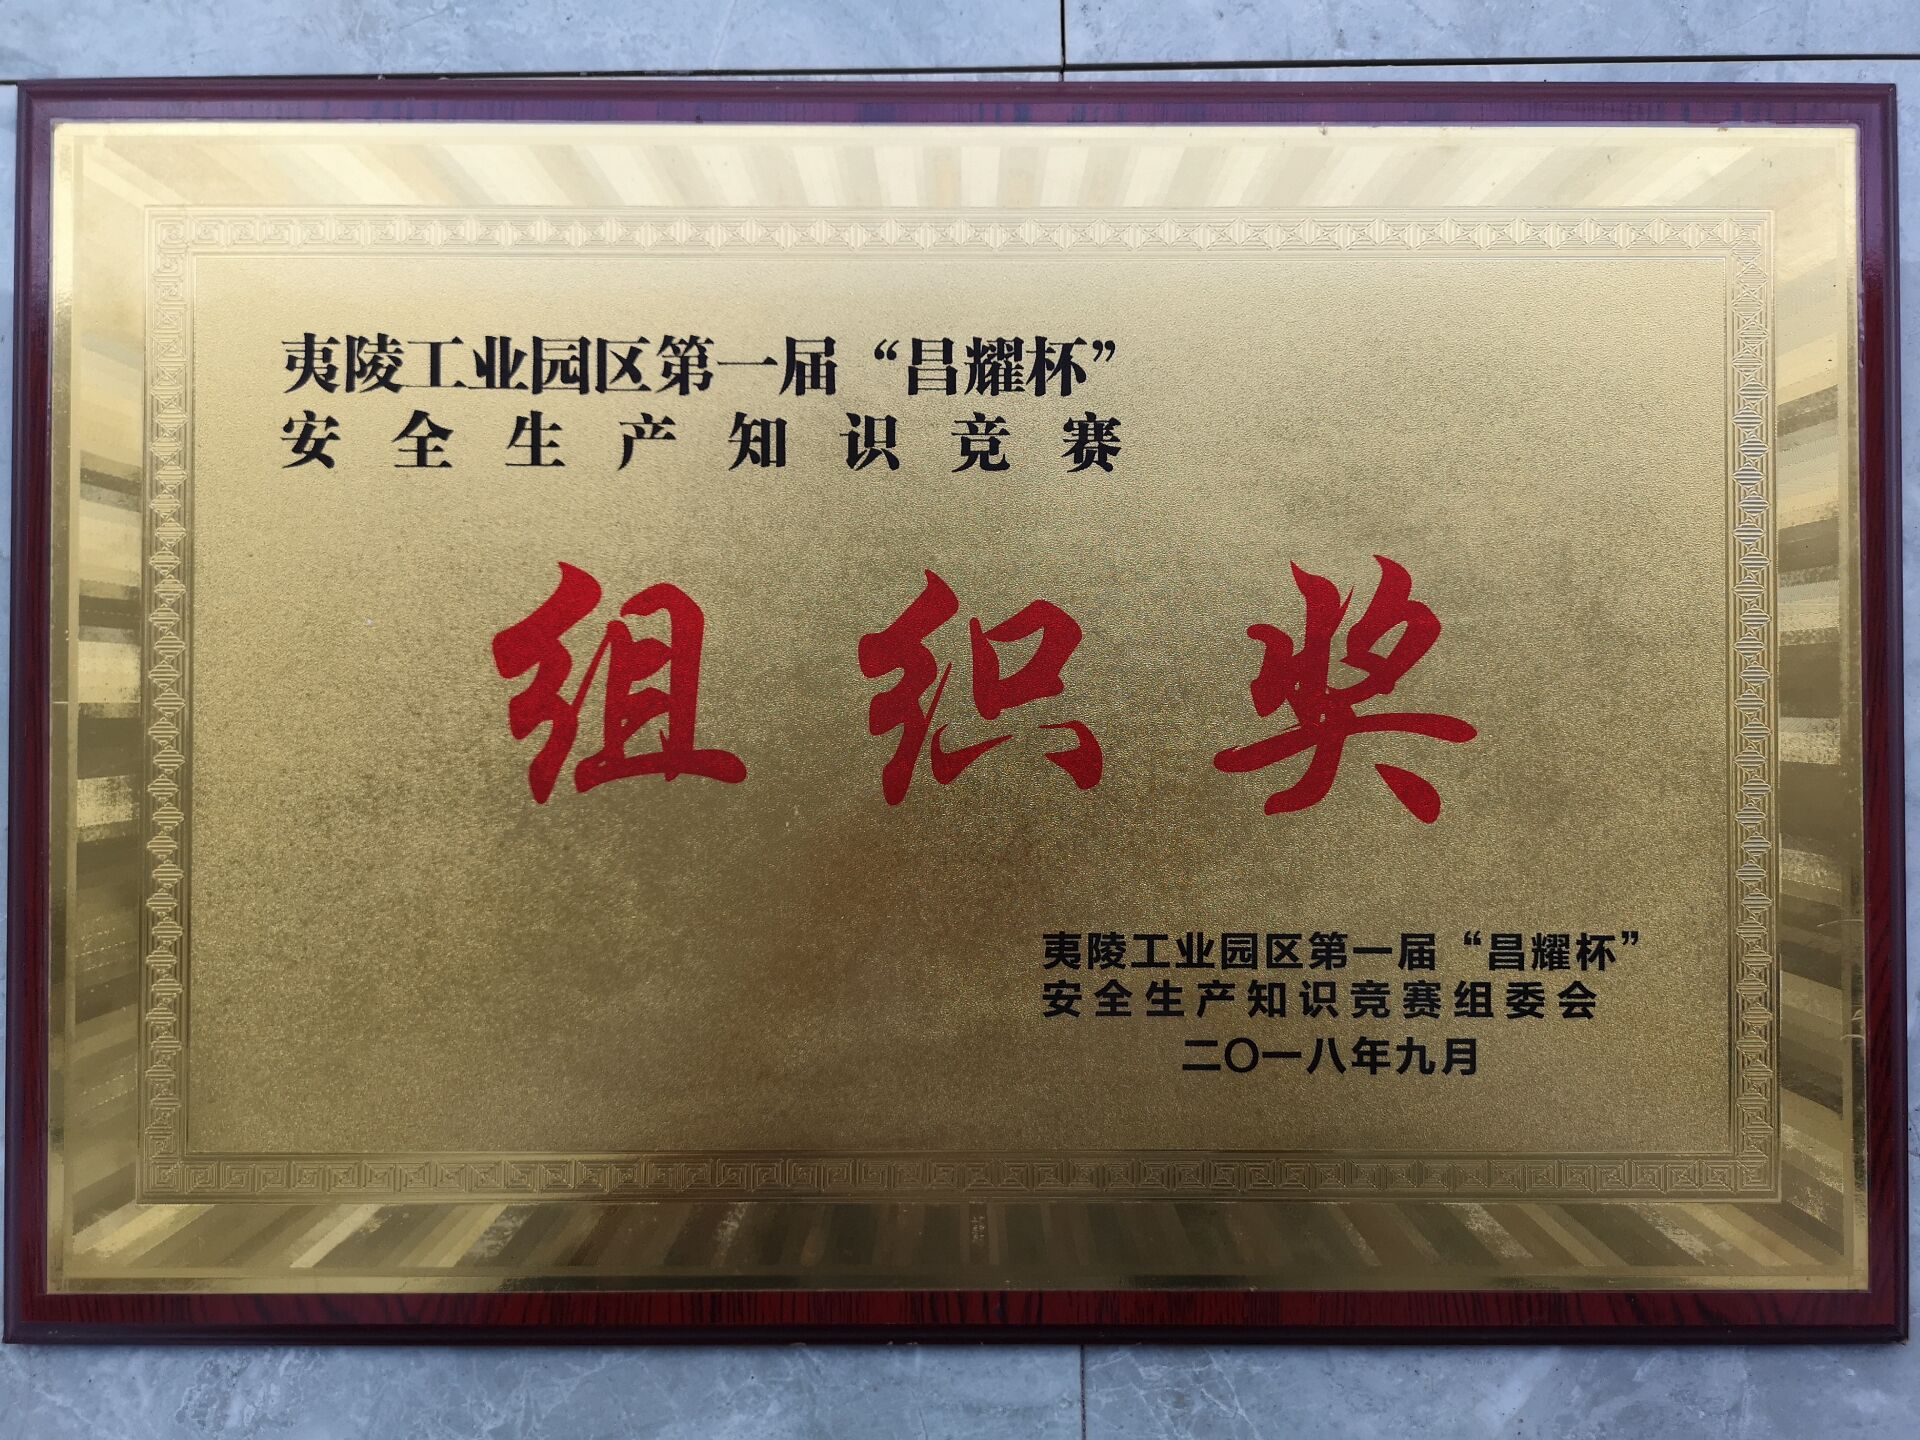 夷陵工业园区第一届“昌耀杯”
安全生产知识竞赛
组织奖
夷陵工业园区第一届“昌耀杯”
安全生产知识竞赛组委会
二〇一八年九月